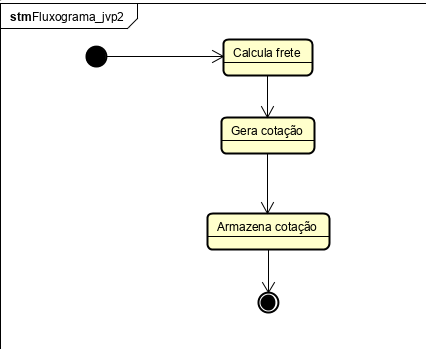 stmFluxograma_jvp2
Calcula frete
Gera cotação
Armazena cotação